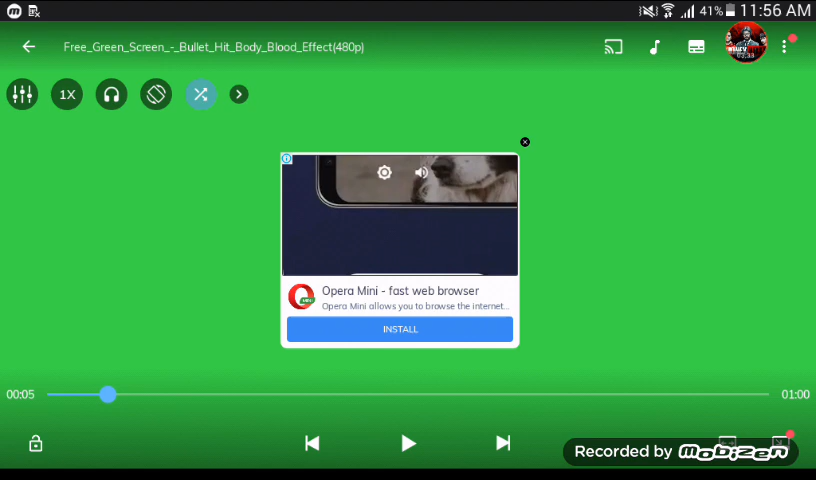 41% 11:56 AM
Free_Green_Screen_-_Bullet_Hit_Body_Blood_Effect(480p)
1X
Opera Mini - fast web browser
Opera Mini allows you to browse the internet...
INSTALL
00:05
01:00
Recorded by Mobizen